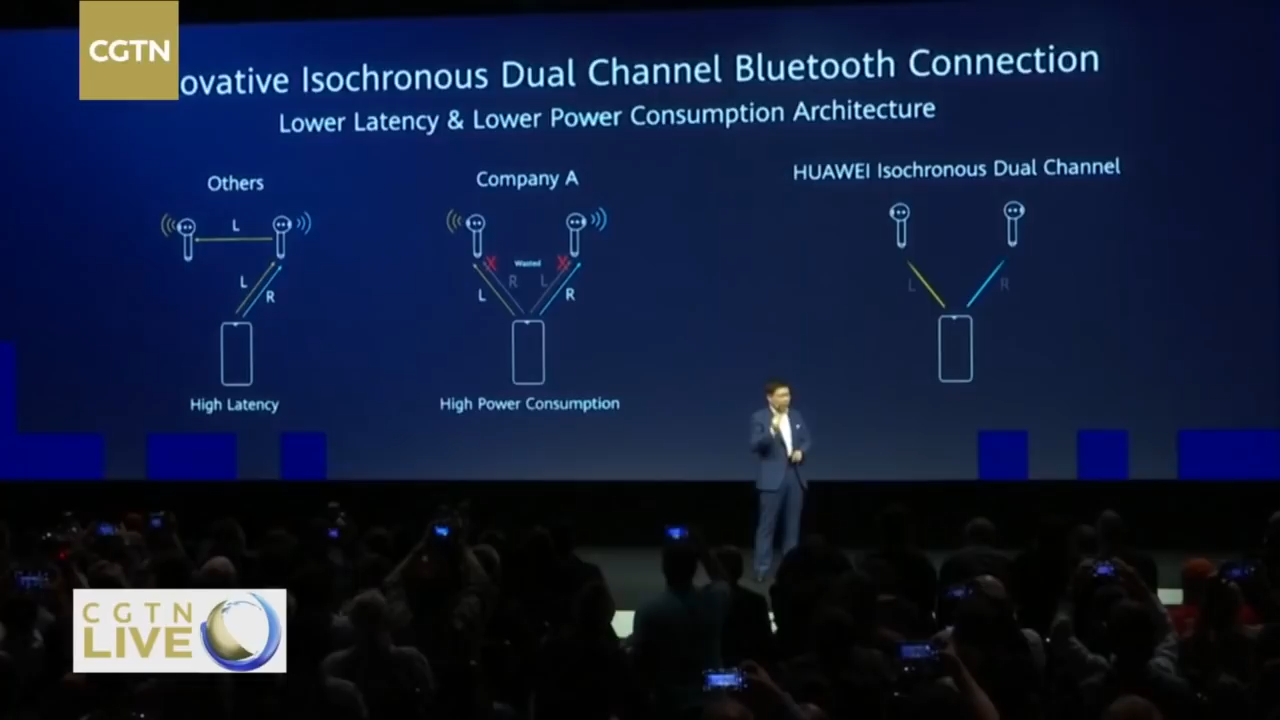 CGTN
ovative Isochronous Dual Channel Bluetooth Connection
Lower Latency & Lower Power Consumption Architecture
Others
Company A
HUAWEI Isochronous Dual Channel
L
L
R
High Latency
X
Wasted
X
R
L
L
R
High Power Consumption
L
R
CGTN
LIVE